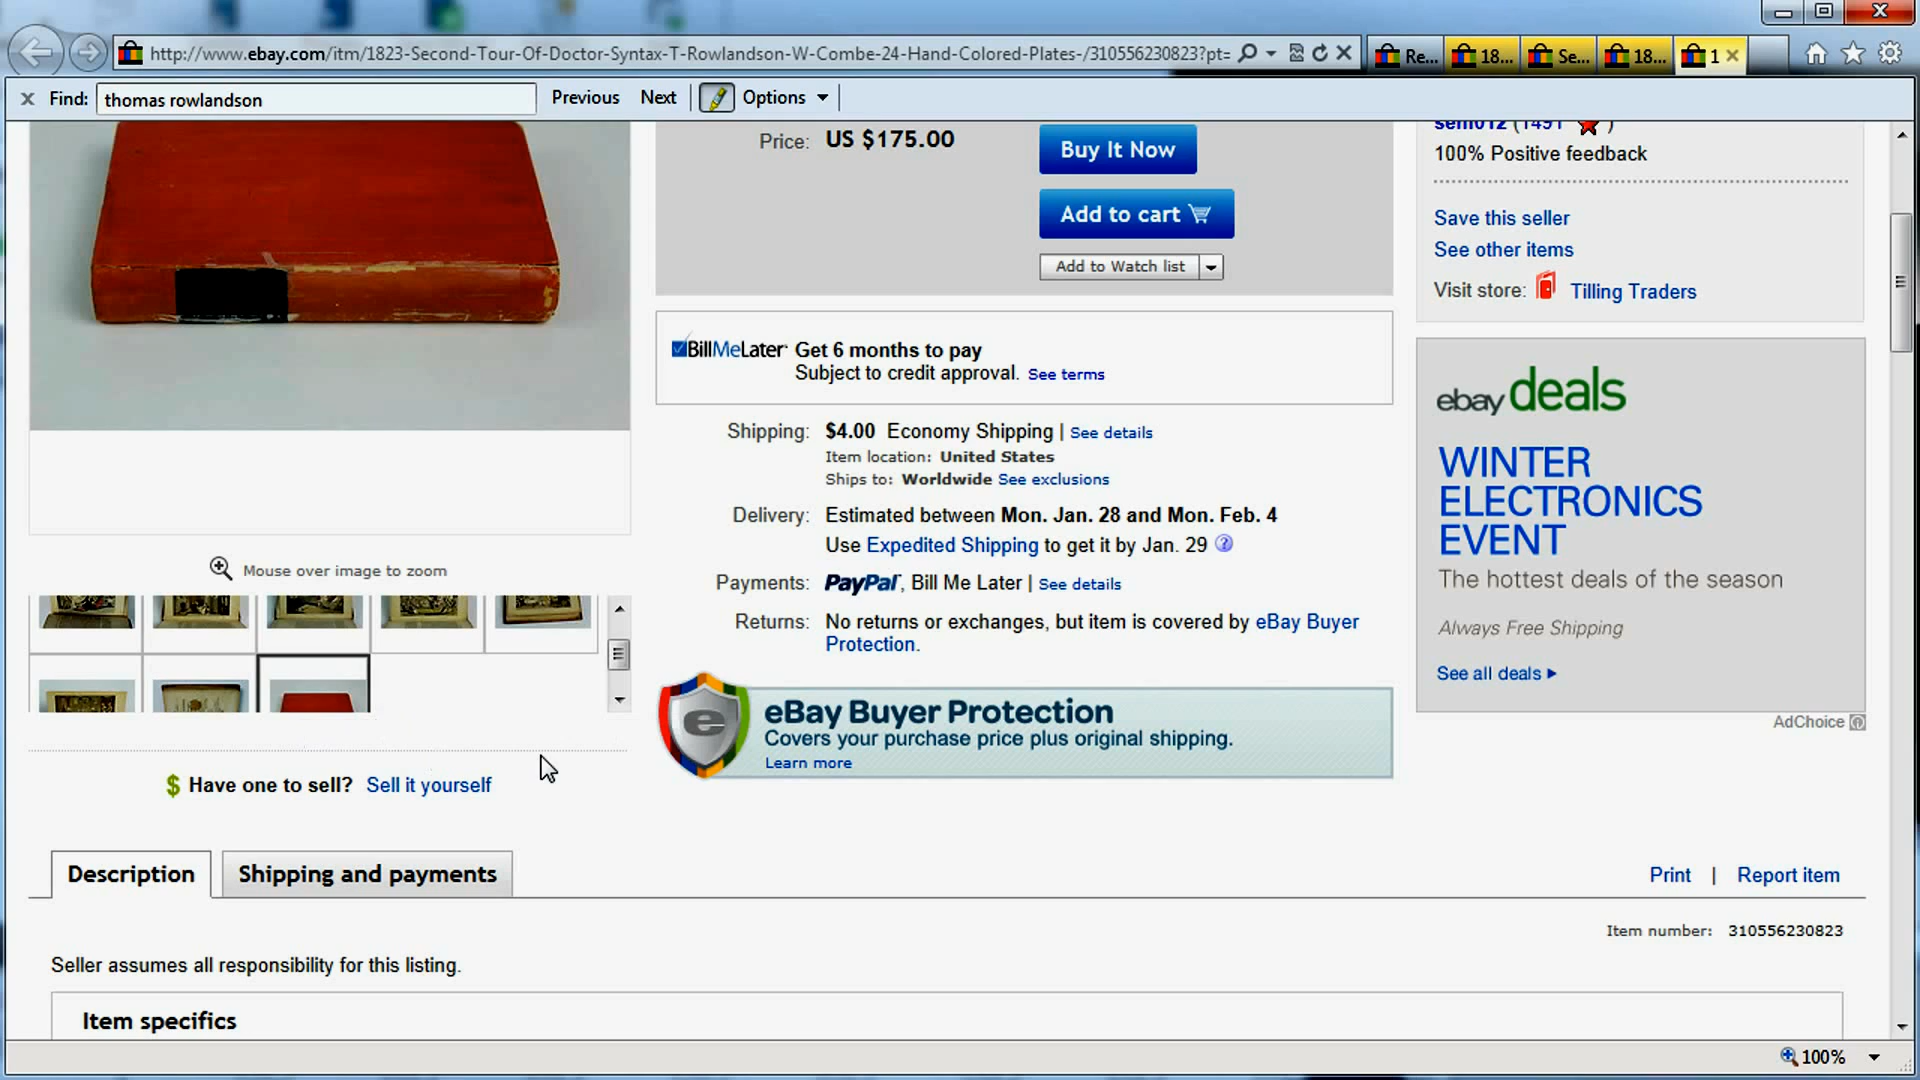 http://www.ebay.com/itm/1823-Second-Tour-Of-Doctor-Syntax-T-Rowlandson-W-Combe-24-Hand-Colored-Plates-/310556230823?pt=
Re...
18...
Se...
18...
1
Find: thomas rowlandson
Previous Next Options
Price: US $175.00
Buy It Now
Add to cart
Add to Watch list
BillMeLater Get 6 months to pay
Subject to credit approval. See terms
Shipping: $4.00 Economy Shipping | See details
Item location: United States
Ships to: Worldwide See exclusions
Delivery: Estimated between Mon. Jan. 28 and Mon. Feb. 4
Use Expedited Shipping to get it by Jan. 29 ?
Payments: PayPal, Bill Me Later | See details
Returns: No returns or exchanges, but item is covered by eBay Buyer
Protection.
e
eBay Buyer Protection
Covers your purchase price plus original shipping.
Learn more
100% Positive feedback
Save this seller
See other items
Visit store: Tilling Traders
ebay deals
WINTER
ELECTRONICS
EVENT
The hottest deals of the season
Always Free Shipping
See all deals
AdChoice
Mouse over image to zoom
$ Have one to sell? Sell it yourself
Description
Shipping and payments
Print | Report item
Item number: 310556230823
Seller assumes all responsibility for this listing.
Item specifics
100%